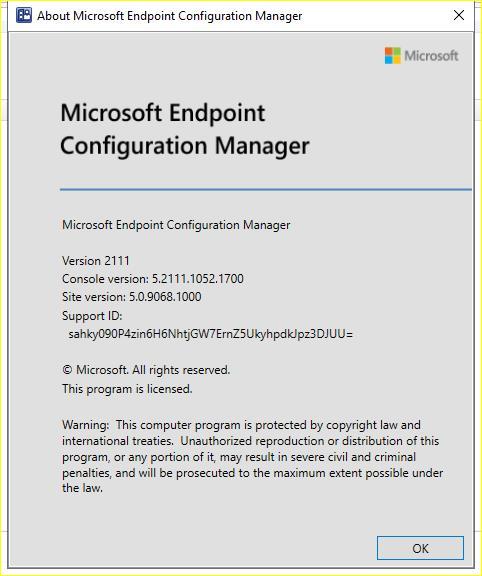 About Microsoft Endpoint Configuration Manager
Microsoft
Microsoft Endpoint
Configuration Manager
Microsoft Endpoint Configuration Manager
Version 2111
Console version: 5.2111.1052.1700
Site version: 5.0.9068.1000
Support ID:
sahky090P4zin6H6NhtjGW7ErnZ5UkyhpdkJpz3DJUU=
© Microsoft. All rights reserved.
This program is licensed.
Warning: This computer program is protected by copyright law and
international treaties. Unauthorized reproduction or distribution of this
program, or any portion of it, may result in severe civil and criminal
penalties, and will be prosecuted to the maximum extent possible under
the law.
OK